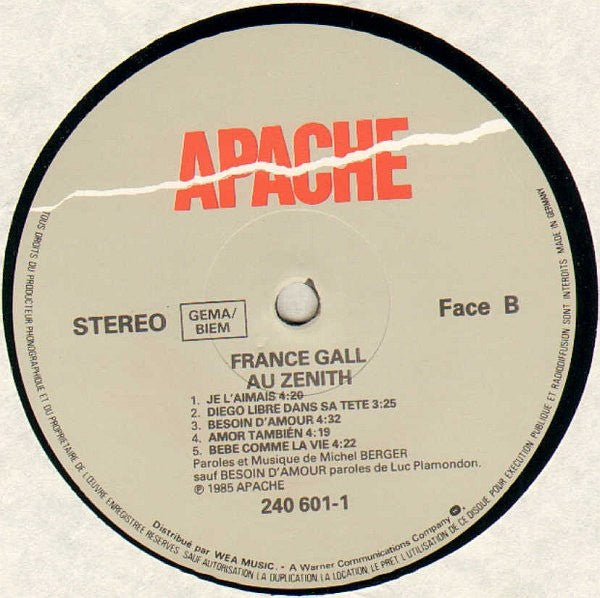 APACHE
STEREO
GEMA/
BIEM
Face B
FRANCE GALL
AU ZENITH
1. JE L'AIMAIS 4:20
2. DIEGO LIBRE DANS SA TETE 3:25
3. BESOIN D'AMOUR 4:32
4. AMOR TAMBIÉN 4:19
5. BEBE COMME LA VIE 4:22
Paroles et Musique de Michel BERGER
sauf BESOIN D'AMOUR paroles de Luc Plamondon.
℗ 1985 APACHE
240 601-1
Distribué par WEA MUSIC. - A Warner Communications Company
TOUS DROITS DU PRODUCTEUR PHONOGRAPHIQUE ET DU PROPRIETAIRE DE L'ŒUVRE ENREGISTREE RESERVES. SAUF AUTORISATION, LA DUPLICATION, LA LOCATION, LE PRET, L'UTILISATION DE CE DISQUE POUR EXECUTION PUBLIQUE ET RADIODIFFUSION SONT INTERDITS MADE IN GERMANY